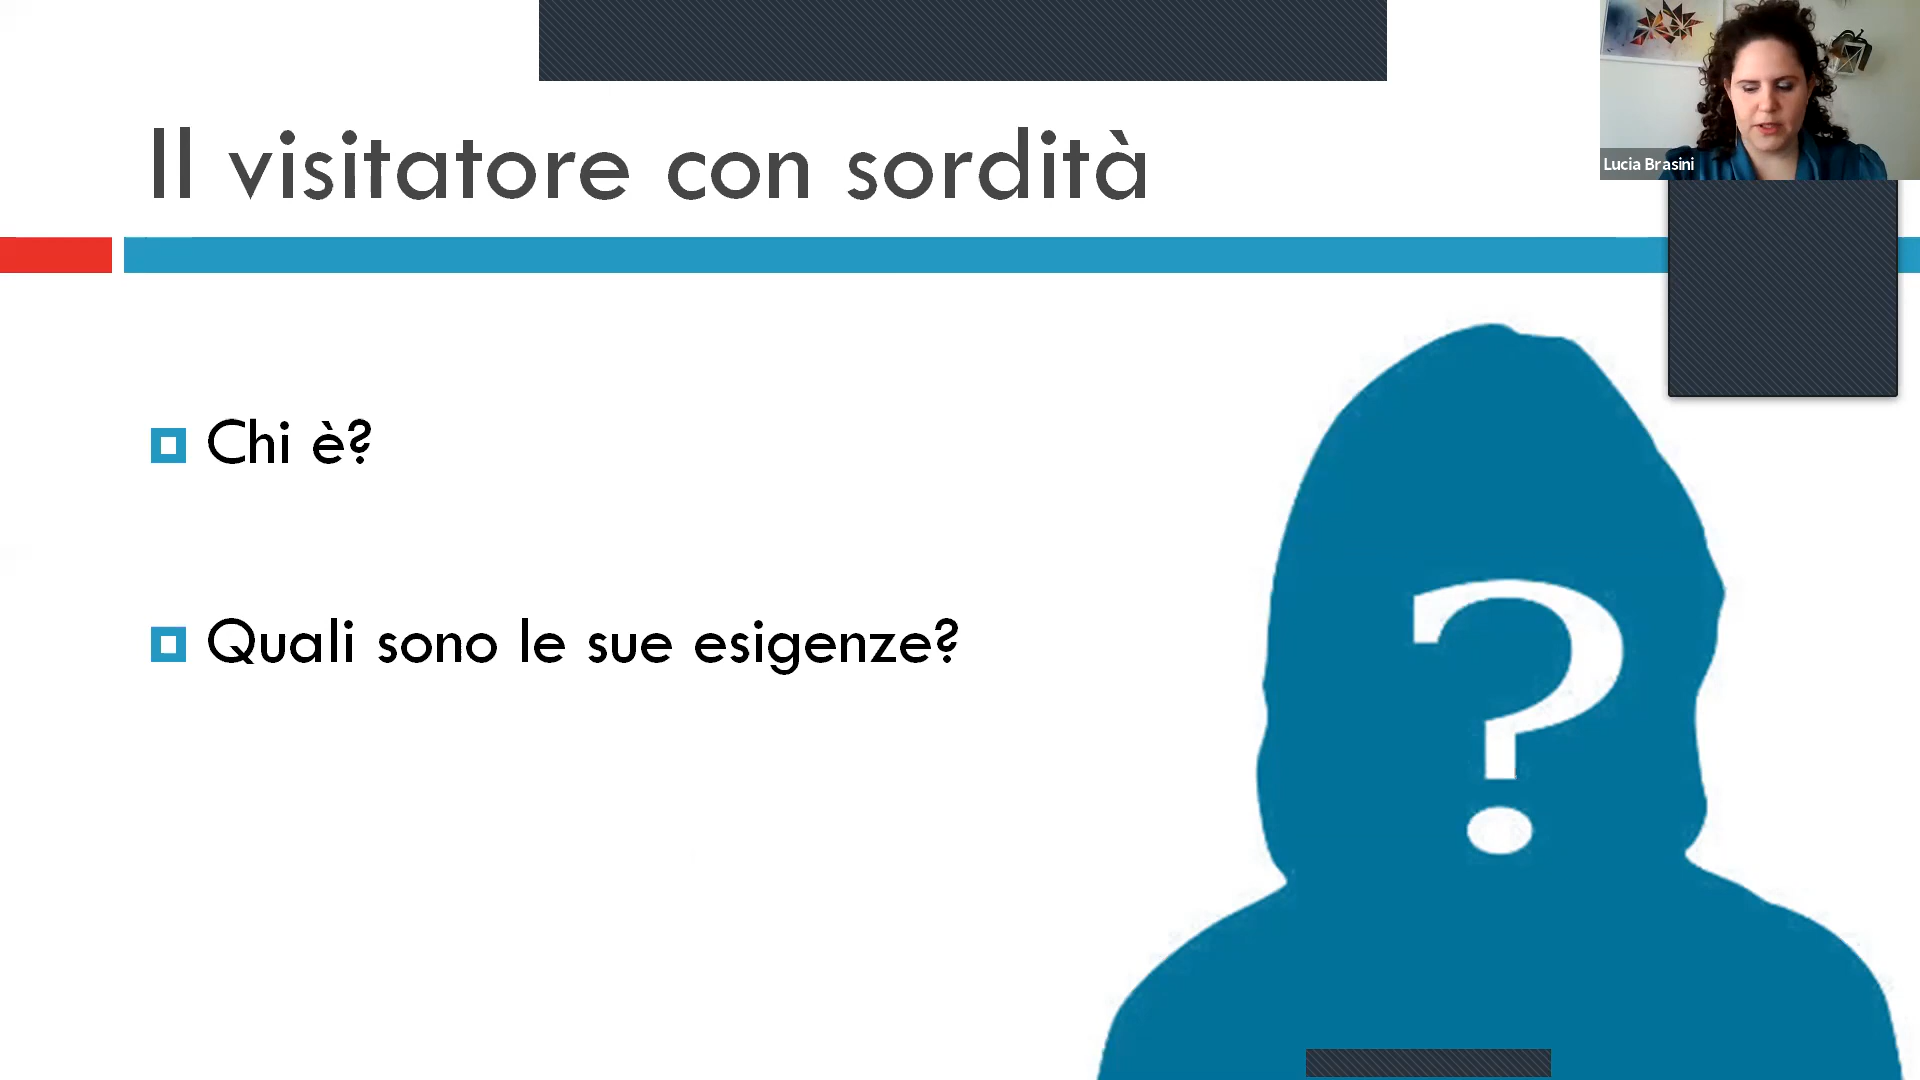 Il visitatore con sordità
Lucia Brasini
Chi è?
Quali sono le sue esigenze?
?